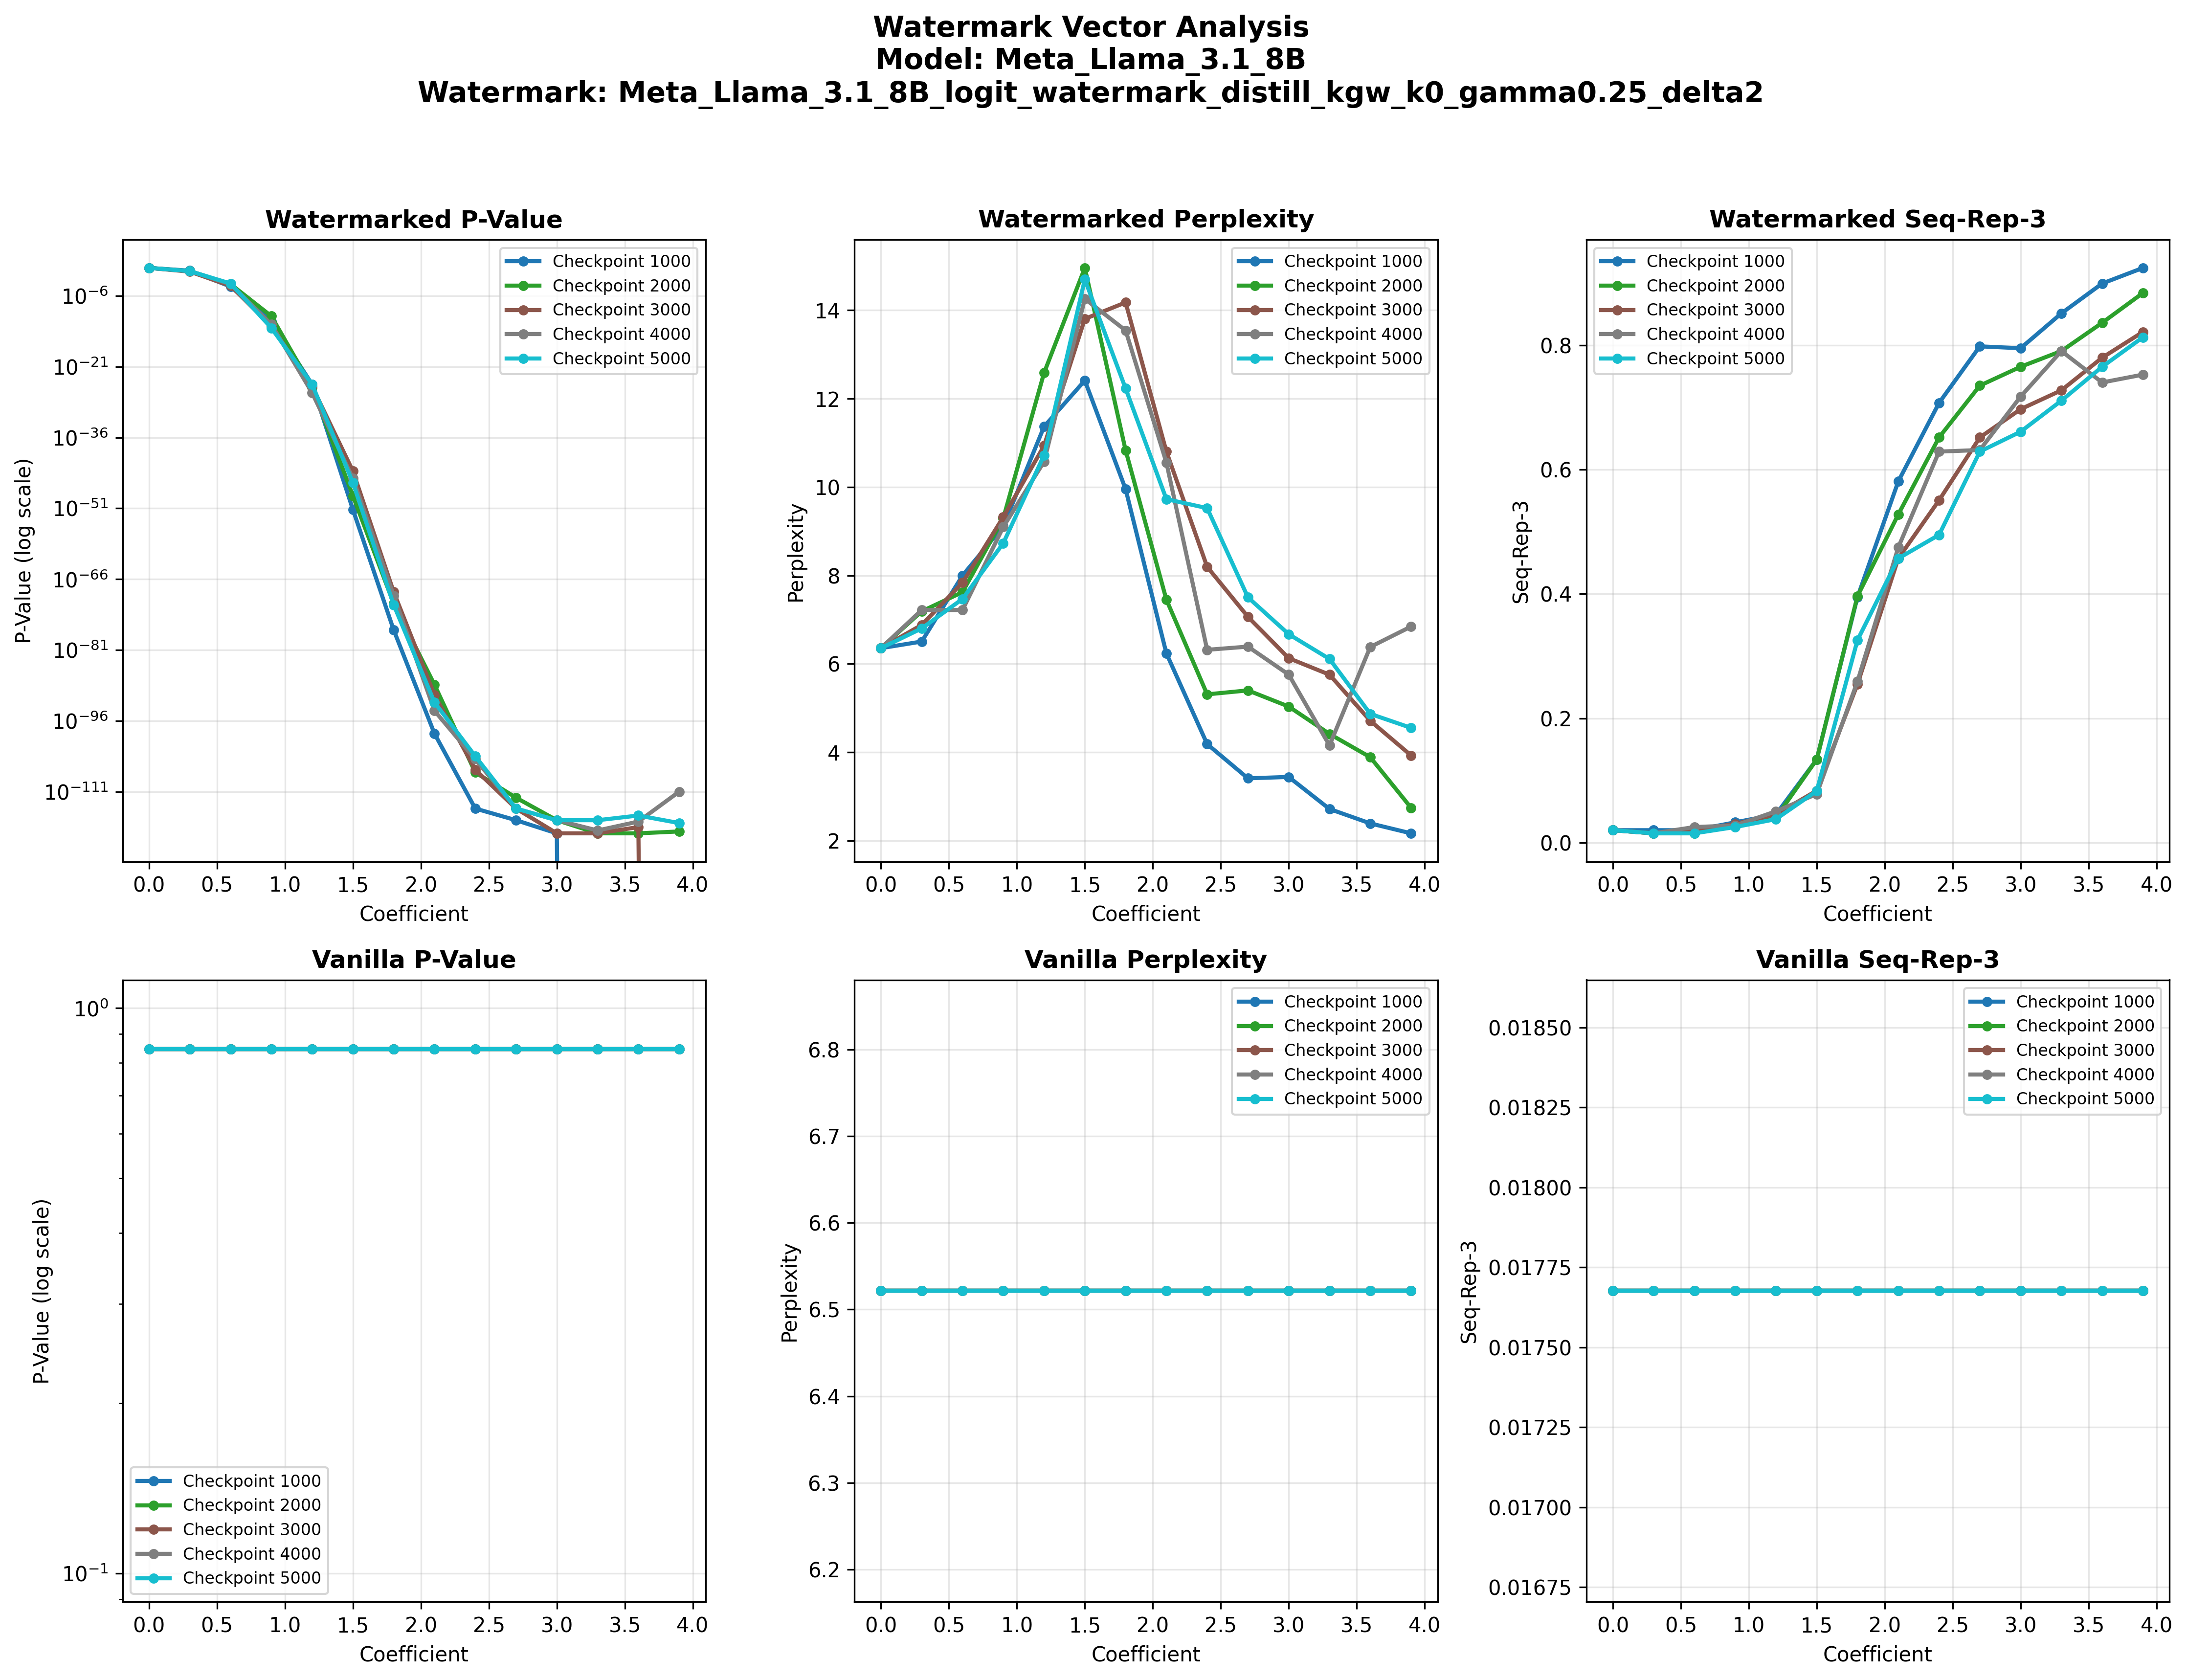 Watermark Vector Analysis
Model: Meta_Llama_3.1_8B
Watermark: Meta_Llama_3.1_8B_logit_watermark_distill_kgw_k0_gamma0.25_delta2
Watermarked P-Value
P-Value (log scale)
10⁻⁶
10⁻²¹
10⁻³⁶
10⁻⁵¹
10⁻⁶⁶
10⁻⁸¹
10⁻⁹⁶
10⁻¹¹¹
Checkpoint 1000
Checkpoint 2000
Checkpoint 3000
Checkpoint 4000
Checkpoint 5000
0.0 0.5 1.0 1.5 2.0 2.5 3.0 3.5 4.0
Coefficient
Watermarked Perplexity
Perplexity
14
12
10
8
6
4
2
Checkpoint 1000
Checkpoint 2000
Checkpoint 3000
Checkpoint 4000
Checkpoint 5000
0.0 0.5 1.0 1.5 2.0 2.5 3.0 3.5 4.0
Coefficient
Watermarked Seq-Rep-3
Seq-Rep-3
0.8
0.6
0.4
0.2
0.0
Checkpoint 1000
Checkpoint 2000
Checkpoint 3000
Checkpoint 4000
Checkpoint 5000
0.0 0.5 1.0 1.5 2.0 2.5 3.0 3.5 4.0
Coefficient
Vanilla P-Value
P-Value (log scale)
10⁰
10⁻¹
Checkpoint 1000
Checkpoint 2000
Checkpoint 3000
Checkpoint 4000
Checkpoint 5000
0.0 0.5 1.0 1.5 2.0 2.5 3.0 3.5 4.0
Coefficient
Vanilla Perplexity
Perplexity
6.8
6.7
6.6
6.5
6.4
6.3
6.2
Checkpoint 1000
Checkpoint 2000
Checkpoint 3000
Checkpoint 4000
Checkpoint 5000
0.0 0.5 1.0 1.5 2.0 2.5 3.0 3.5 4.0
Coefficient
Vanilla Seq-Rep-3
Seq-Rep-3
0.01850
0.01825
0.01800
0.01775
0.01750
0.01725
0.01700
0.01675
Checkpoint 1000
Checkpoint 2000
Checkpoint 3000
Checkpoint 4000
Checkpoint 5000
0.0 0.5 1.0 1.5 2.0 2.5 3.0 3.5 4.0
Coefficient